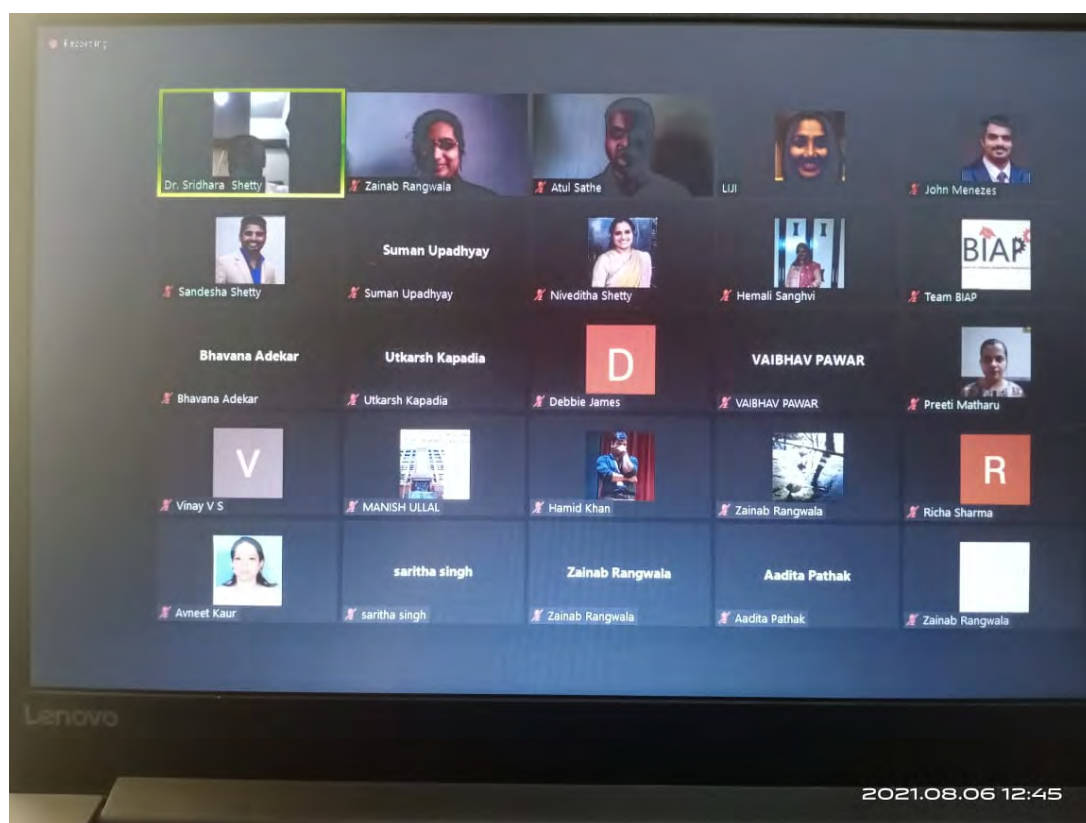 Recording
Dr. Sridhara Shetty
Zainab Rangwala
Atul Sathe
LIJI
John Menezes
Sandesha Shetty
Suman Upadhyay
Suman Upadhyay
Niveditha Shetty
Hemali Sanghvi
BIAP
Team BIAP
Bhavana Adekar
Bhavana Adekar
Utkarsh Kapadia
Utkarsh Kapadia
D
Debbie James
VAIBHAV PAWAR
VAIBHAV PAWAR
Preeti Matharu
V
Vinay V S
MANISH ULLAL
Hamid Khan
Zainab Rangwala
R
Richa Sharma
Avneet Kaur
saritha singh
saritha singh
Zainab Rangwala
Zainab Rangwala
Aadita Pathak
Aadita Pathak
Zainab Rangwala
Lenovo
2021.08.06 12:45